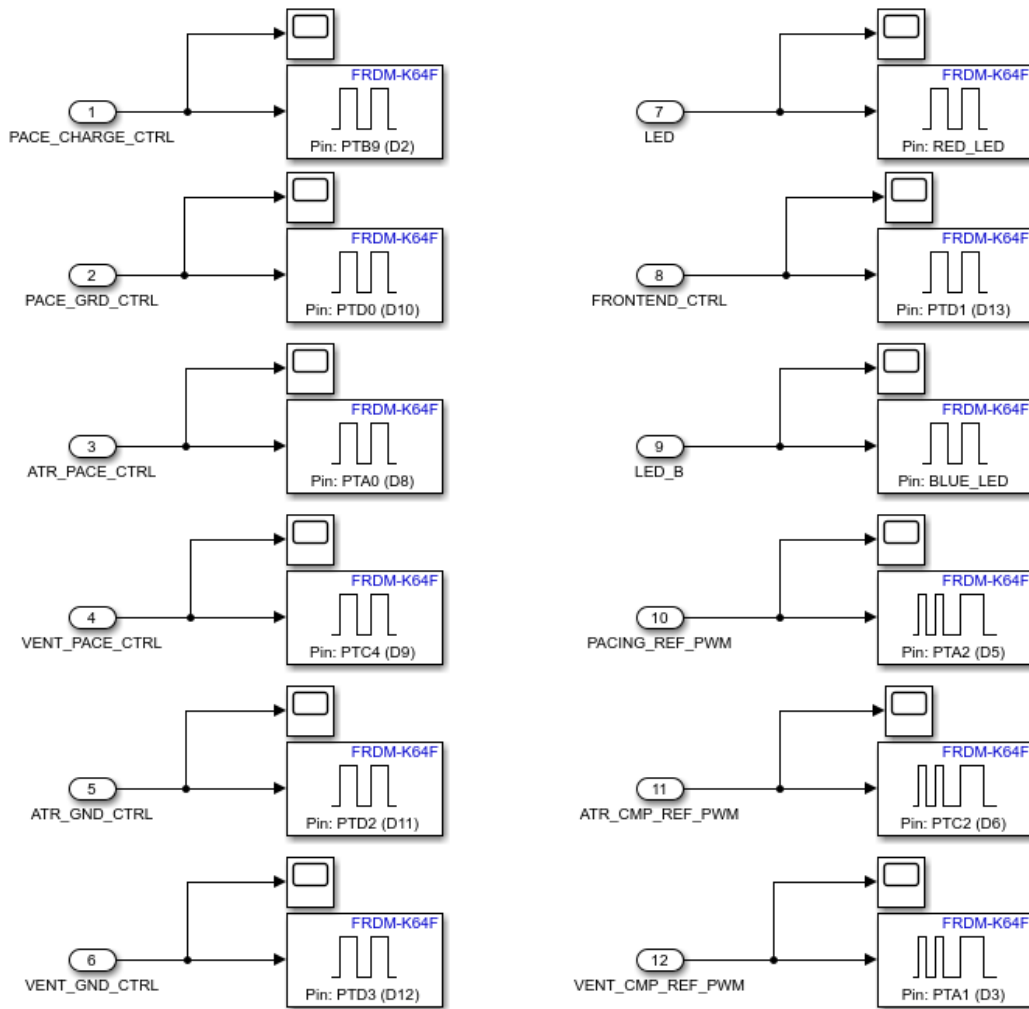 FRDM-K64F
1
PACE_CHARGE_CTRL
Pin: PTB9 (D2)
FRDM-K64F
2
PACE_GRD_CTRL
Pin: PTD0 (D10)
FRDM-K64F
3
ATR_PACE_CTRL
Pin: PTA0 (D8)
FRDM-K64F
4
VENT_PACE_CTRL
Pin: PTC4 (D9)
FRDM-K64F
5
ATR_GND_CTRL
Pin: PTD2 (D11)
FRDM-K64F
6
VENT_GND_CTRL
Pin: PTD3 (D12)
FRDM-K64F
7
LED
Pin: RED_LED
FRDM-K64F
8
FRONTEND_CTRL
Pin: PTD1 (D13)
FRDM-K64F
9
LED_B
Pin: BLUE_LED
FRDM-K64F
10
PACING_REF_PWM
Pin: PTA2 (D5)
FRDM-K64F
11
ATR_CMP_REF_PWM
Pin: PTC2 (D6)
FRDM-K64F
12
VENT_CMP_REF_PWM
Pin: PTA1 (D3)